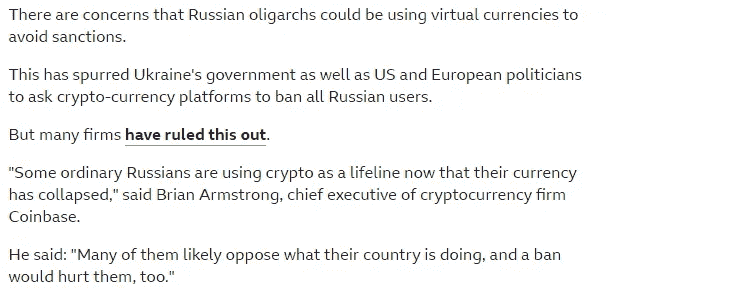 There are concerns that Russian oligarchs could be using virtual currencies to
avoid sanctions.
This has spurred Ukraine's government as well as US and European politicians
to ask crypto-currency platforms to ban all Russian users.
But many firms have ruled this out.
"Some ordinary Russians are using crypto as a lifeline now that their currency
has collapsed," said Brian Armstrong, chief executive of cryptocurrency firm
Coinbase.
He said: "Many of them likely oppose what their country is doing, and a ban
would hurt them, too."